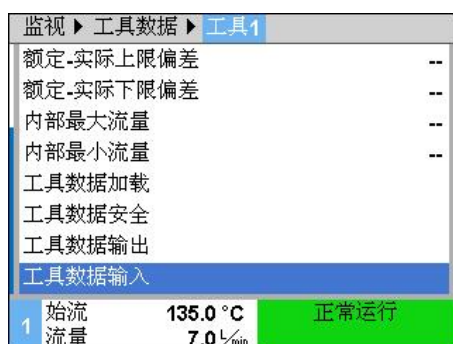 监视 ▶ 工具数据 ▶ 工具1
额定-实际上限偏差 --
额定-实际下限偏差 --
内部最大流量 --
内部最小流量 --
工具数据加载
工具数据安全
工具数据输出
工具数据输入
1 始流 135.0 °C 正常运行
流量 7.0 L/min